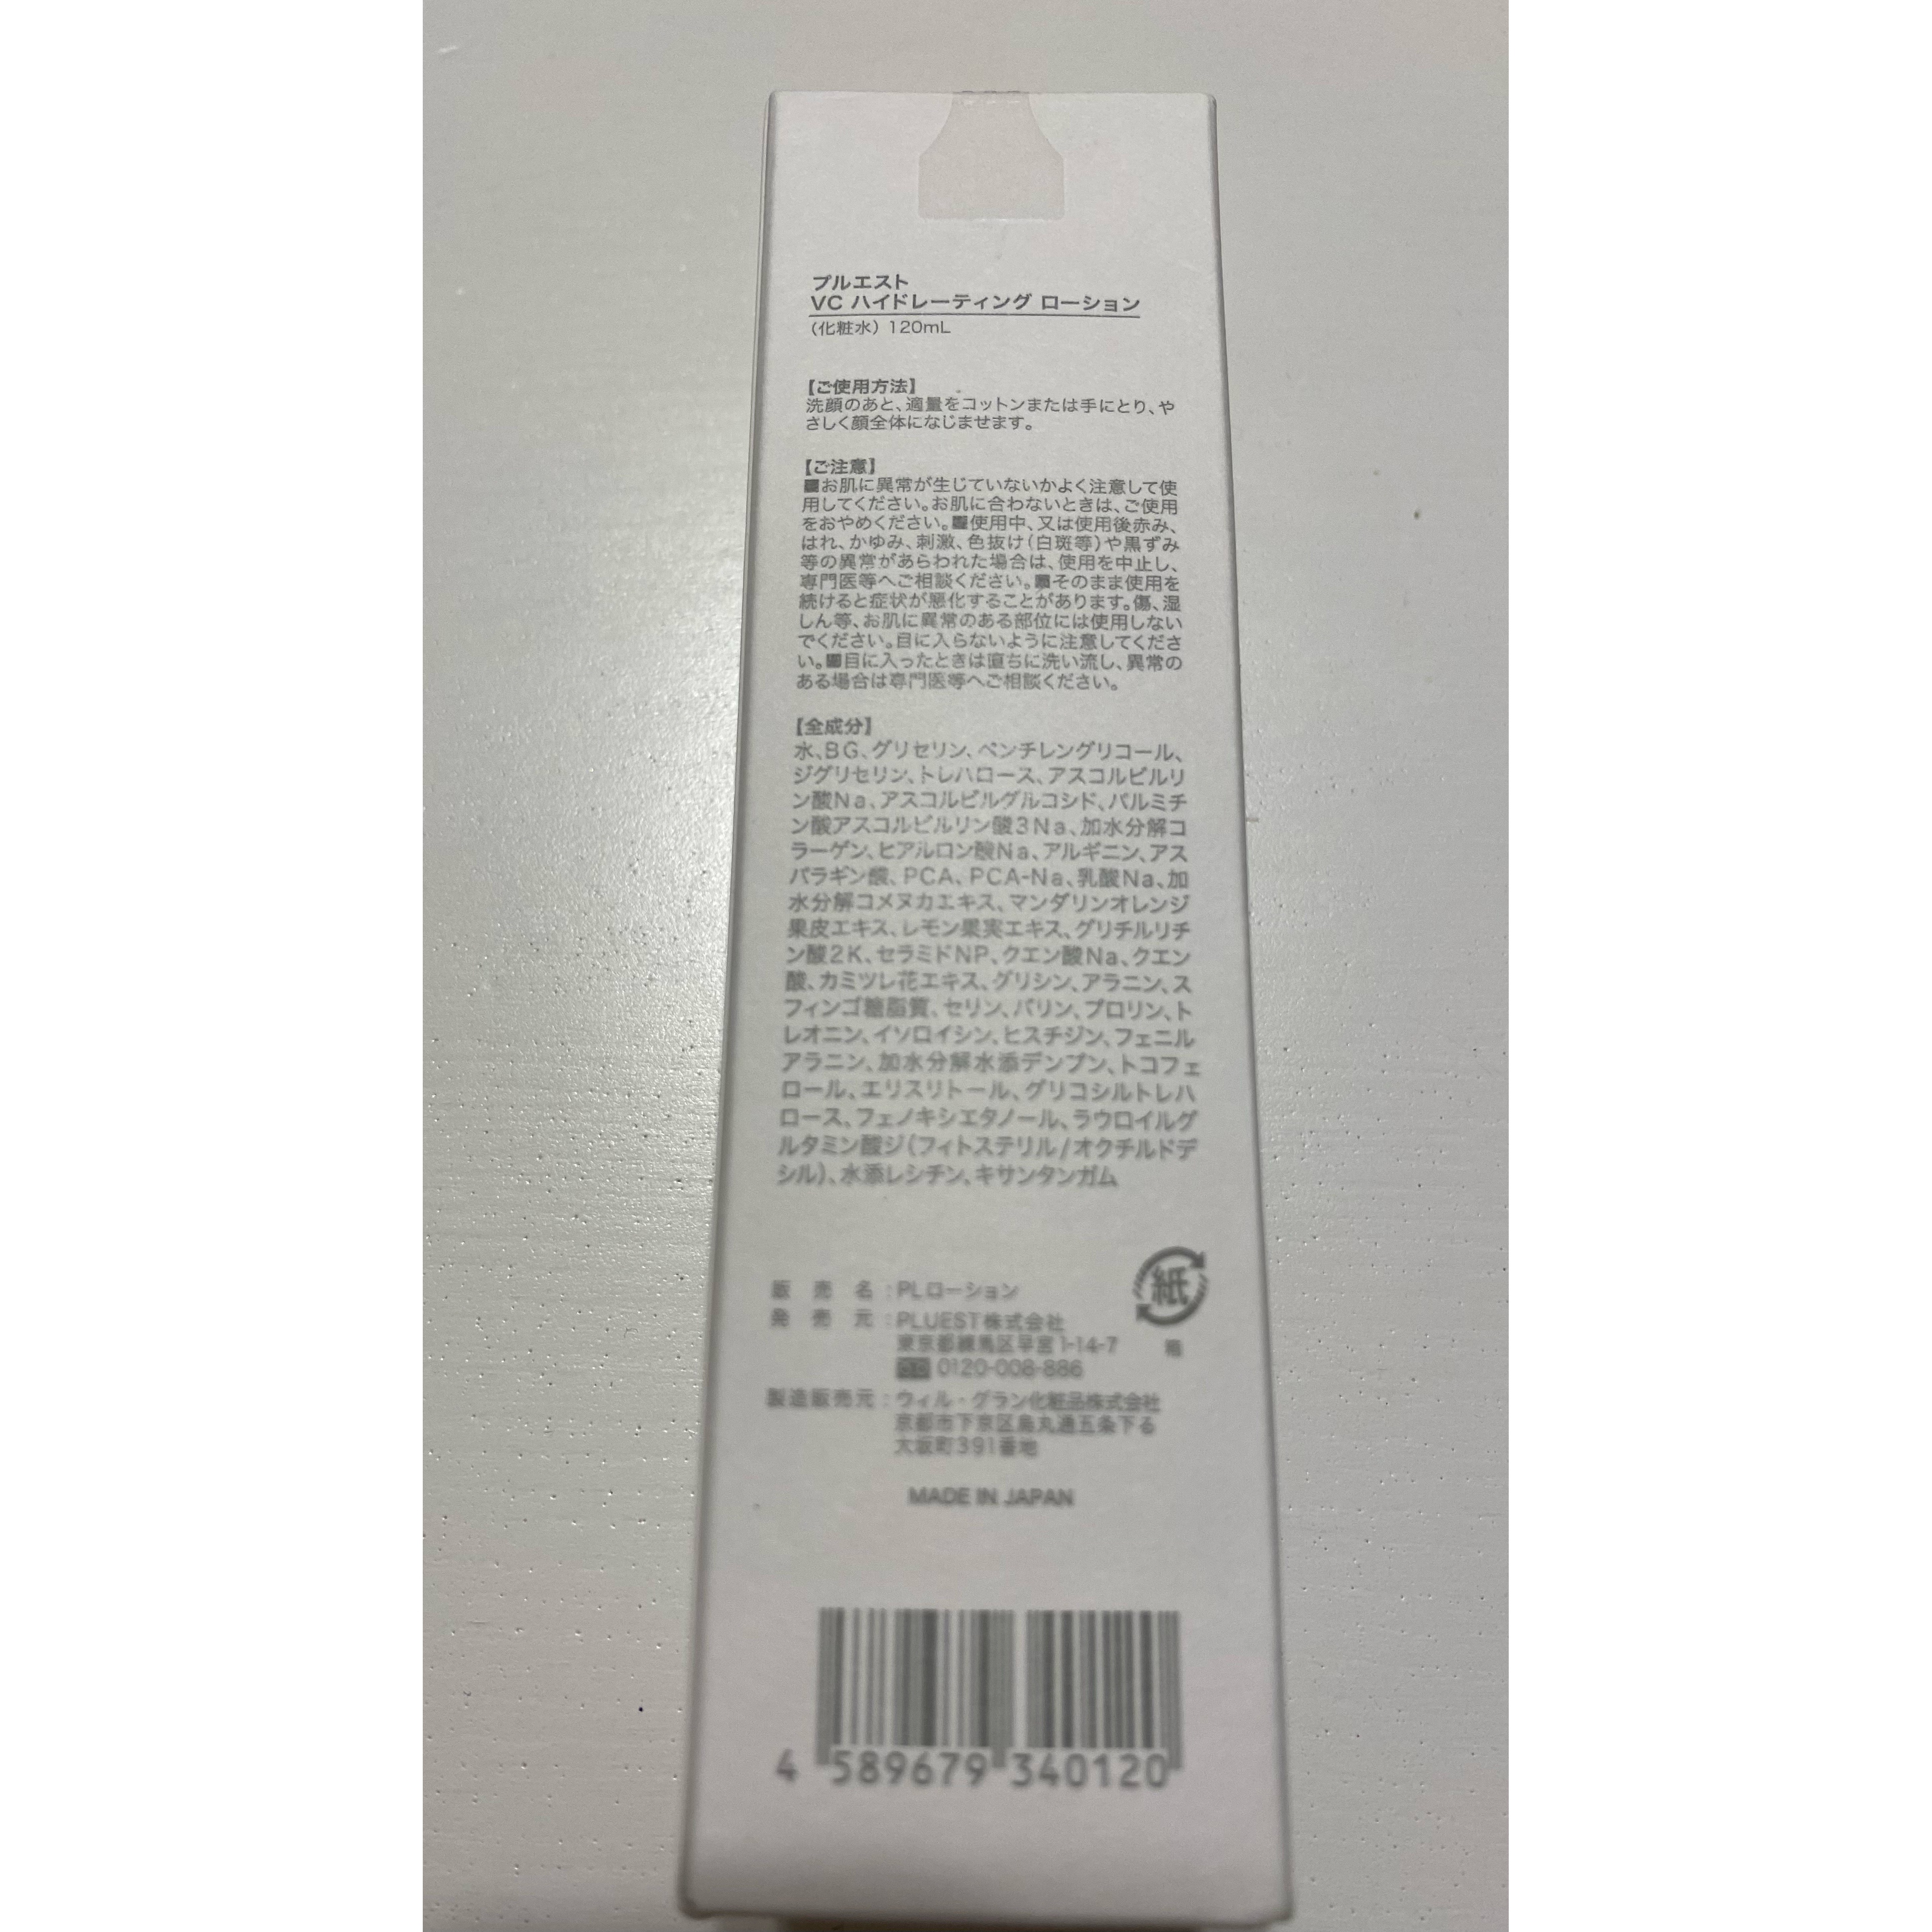 プルエスト
VC ハイドレーティング ローション
(化粧水) 120mL
【ご使用方法】
洗顔のあと、適量をコットンまたは手にとり、や
さしく顔全体になじませます。
【ご注意】
■お肌に異常が生じていないかよく注意して使
用してください。お肌に合わないときは、ご使用
をおやめください。■使用中、又は使用後赤み、
はれ、かゆみ、刺激、色抜け(白斑等)や黒ずみ
等の異常があらわれた場合は、使用を中止し、
専門医等へご相談ください。■そのまま使用を
続けると症状が悪化することがあります。傷、湿
しん等、お肌に異常のある部位には使用しない
でください。目に入らないように注意してくださ
い。■目に入ったときは直ちに洗い流し、異常の
ある場合は専門医等へご相談ください。
【全成分】
水、BG、グリセリン、ペンチレングリコール、
ジグリセリン、トレハロース、アスコルビルリ
ン酸Na、アスコルビルグルコシド、パルミチ
ン酸アスコルビルリン酸3Na、加水分解コ
ラーゲン、ヒアルロン酸Na、アルギニン、アス
パラギン酸、PCA、PCA-Na、乳酸Na、加
水分解コメヌカエキス、マンダリンオレンジ
果皮エキス、レモン果実エキス、グリチルリチ
ン酸2K、セラミドNP、クエン酸Na、クエン
酸、カミツレ花エキス、グリシン、アラニン、ス
フィンゴ糖脂質、セリン、バリン、プロリン、ト
レオニン、イソロイシン、ヒスチジン、フェニル
アラニン、加水分解水添デンプン、トコフェ
ロール、エリスリトール、グリコシルトレハ
ロース、フェノキシエタノール、ラウロイルグ
ルタミン酸ジ(フィトステリル/オクチルドデ
シル)、水添レシチン、キサンタンガム
販売名:PLローション
発売元:PLUEST株式会社
東京都練馬区早宮1-14-7
0120-008-886
紙
箱
製造販売元:ウィル・グラン化粧品株式会社
京都市下京区烏丸通五条下る
大坂町391番地
MADE IN JAPAN
4 589679 340120